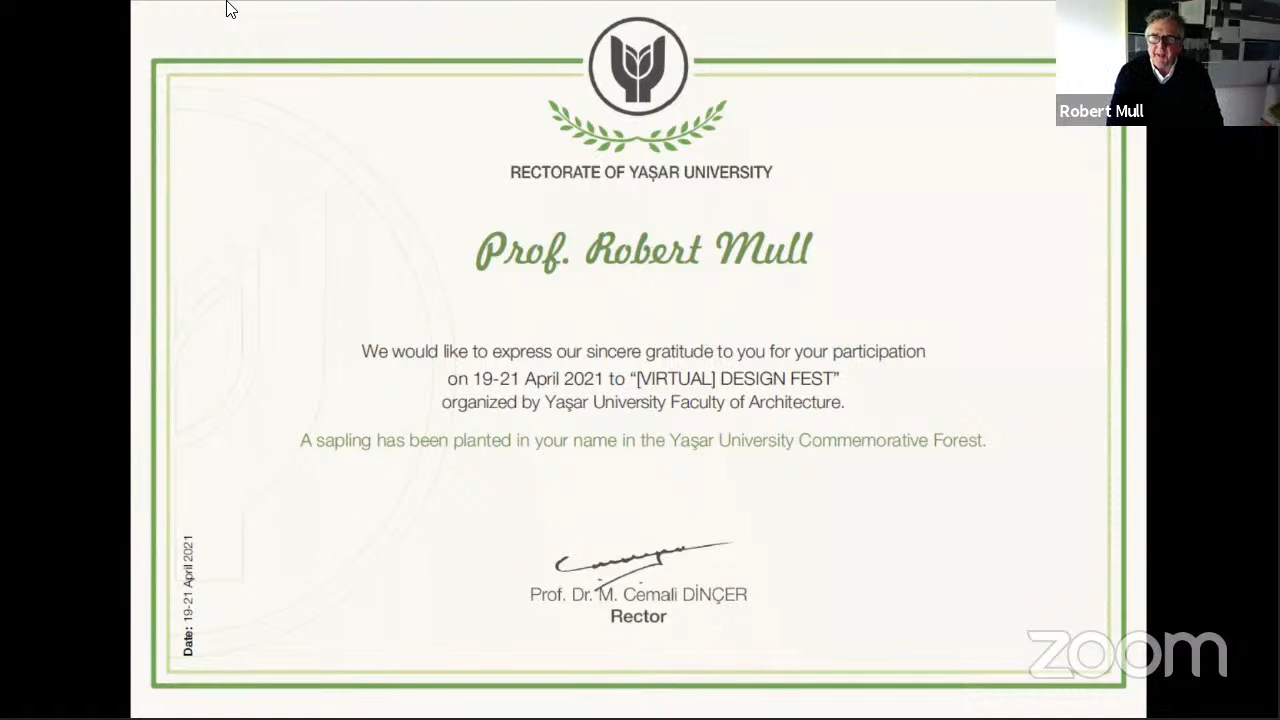 Robert Mull
RECTORATE OF YAŞAR UNIVERSITY
Prof. Robert Mull
We would like to express our sincere gratitude to you for your participation
on 19-21 April 2021 to “[VIRTUAL] DESIGN FEST”
organized by Yaşar University Faculty of Architecture.
A sapling has been planted in your name in the Yaşar University Commemorative Forest.
Prof. Dr. M. Cemali DİNÇER
Rector
Date: 19-21 April 2021
zoom